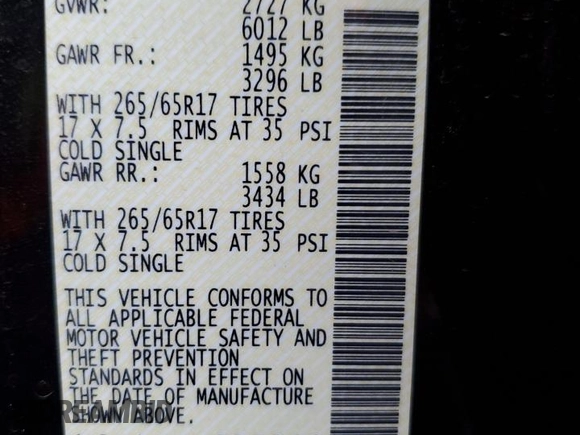 GVWR: 2727 KG
6012 LB
GAWR FR.: 1495 KG
3296 LB
WITH 265/65R17 TIRES
17 X 7.5 RIMS AT 35 PSI
COLD SINGLE
GAWR RR.: 1558 KG
3434 LB
WITH 265/65R17 TIRES
17 X 7.5 RIMS AT 35 PSI
COLD SINGLE
THIS VEHICLE CONFORMS TO
ALL APPLICABLE FEDERAL
MOTOR VEHICLE SAFETY AND
THEFT PREVENTION
STANDARDS IN EFFECT ON
THE DATE OF MANUFACTURE
SHOWN ABOVE.